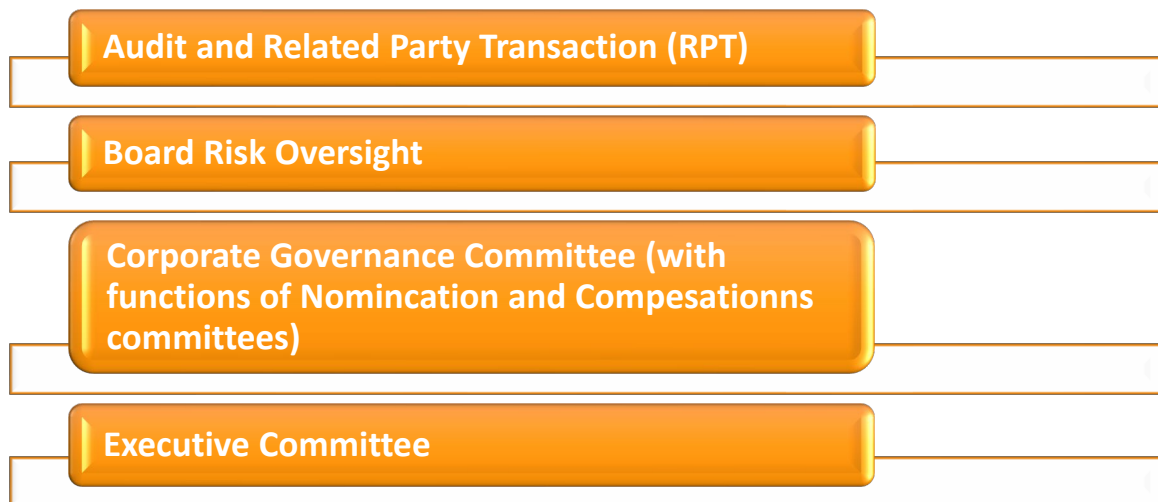 Audit and Related Party Transaction (RPT)
Board Risk Oversight
Corporate Governance Committee (with
functions of Nomincation and Compesationns
committees)
Executive Committee